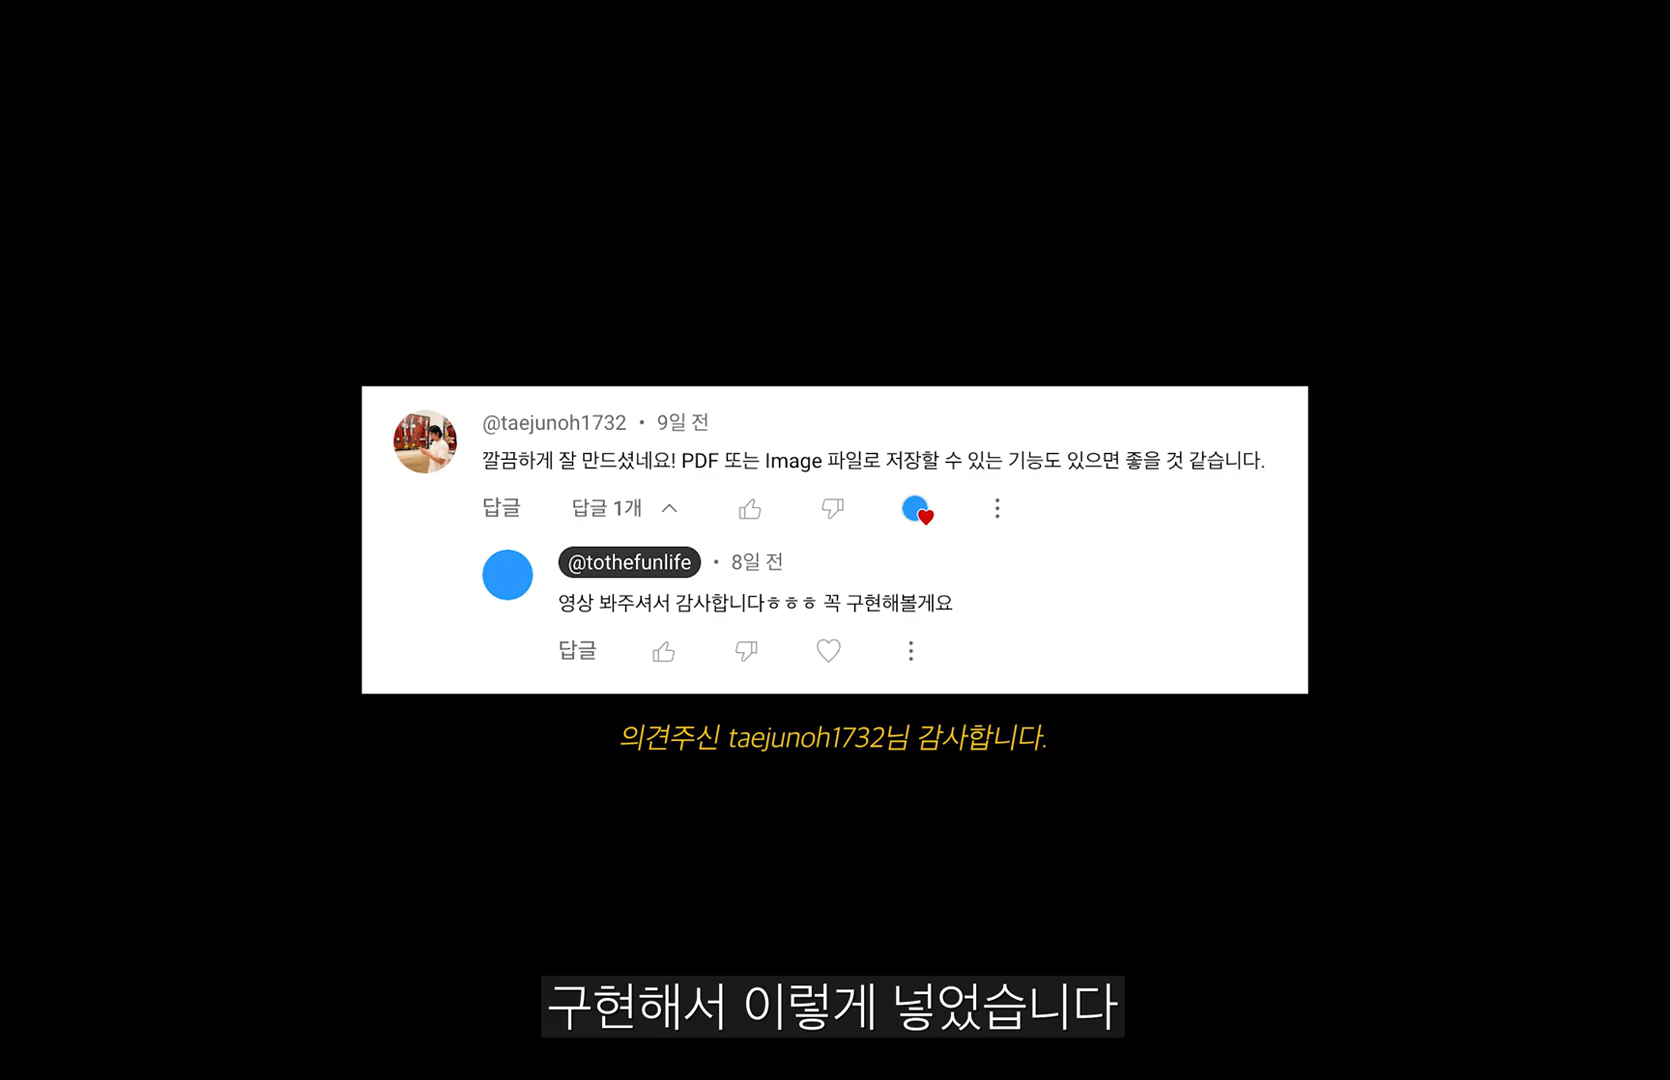 @taejunoh1732 • 9일 전
깔끔하게 잘 만드셨네요! PDF 또는 Image 파일로 저장할 수 있는 기능도 있으면 좋을 것 같습니다.
답글 답글 1개
@tothefunlife • 8일 전
영상 봐주셔서 감사합니다ㅎㅎㅎ 꼭 구현해볼게요
답글
의견주신 taejunoh1732님 감사합니다.
구현해서 이렇게 넣었습니다